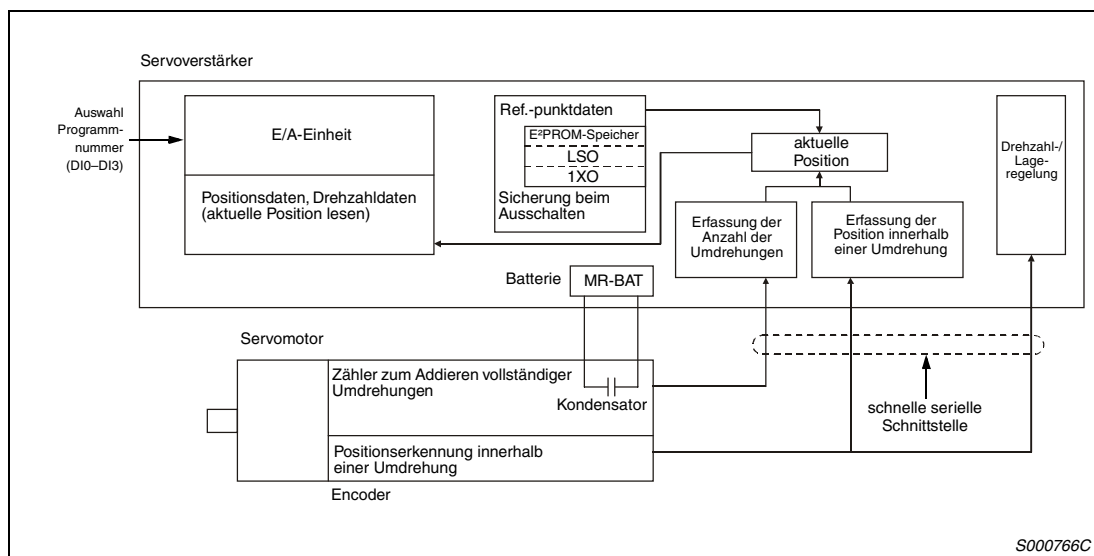 Servoverstärker
Auswahl
Programm-
nummer
(DI0–DI3)
E/A-Einheit
Positionsdaten, Drehzahldaten
(aktuelle Position lesen)
Ref.-punktdaten
E²PROM-Speicher
LSO
1XO
Sicherung beim
Ausschalten
aktuelle
Position
Drehzahl-/
Lage-
regelung
Erfassung der
Anzahl der
Umdrehungen
Erfassung der
Position innerhalb
einer Umdrehung
Batterie
MR-BAT
Servomotor
Zähler zum Addieren vollständiger
Umdrehungen
Kondensator
schnelle serielle
Schnittstelle
Positionserkennung innerhalb
einer Umdrehung
Encoder
S000766C